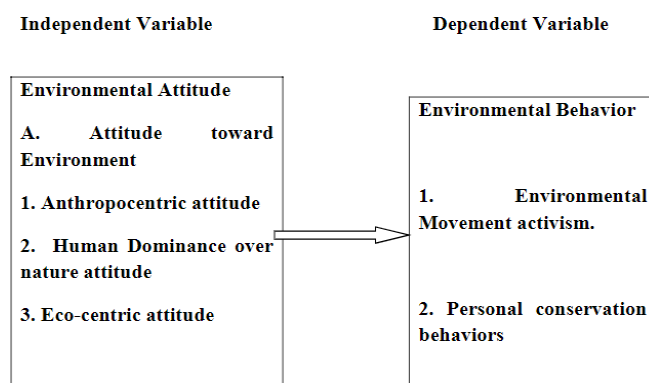 Independent Variable
Dependent Variable
Environmental Attitude
A. Attitude toward
Environment
1. Anthropocentric attitude
2. Human Dominance over
nature attitude
3. Eco-centric attitude
Environmental Behavior
1. Environmental
Movement activism.
2. Personal conservation
behaviors